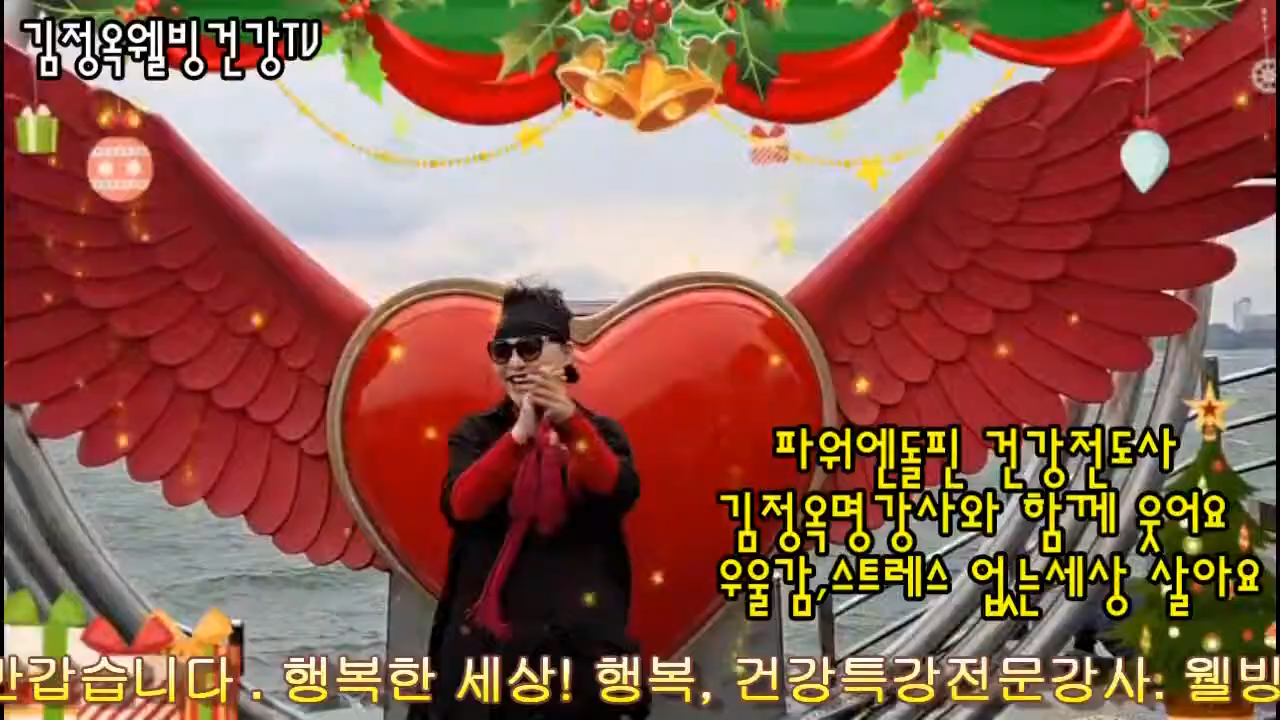 김정옥웰빙건강TV
파워엔돌핀 건강전도사
김정옥명강사와 함께 웃어요
우울감,스트레스 없는세상 살아요
반갑습니다 . 행복한 세상! 행복, 건강특강전문강사. 웰빙